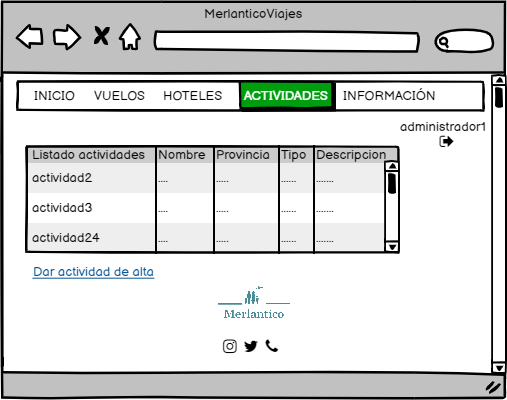 MerlanticoViajes
INICIO VUELOS HOTELES ACTIVIDADES INFORMACIÓN
administrador1
Listado actividades Nombre Provincia Tipo Descripcion
actividad2 .... ..... ...... .......
actividad3 .... ..... ...... .......
actividad24 .... ..... ...... .......
Dar actividad de alta
Merlantico